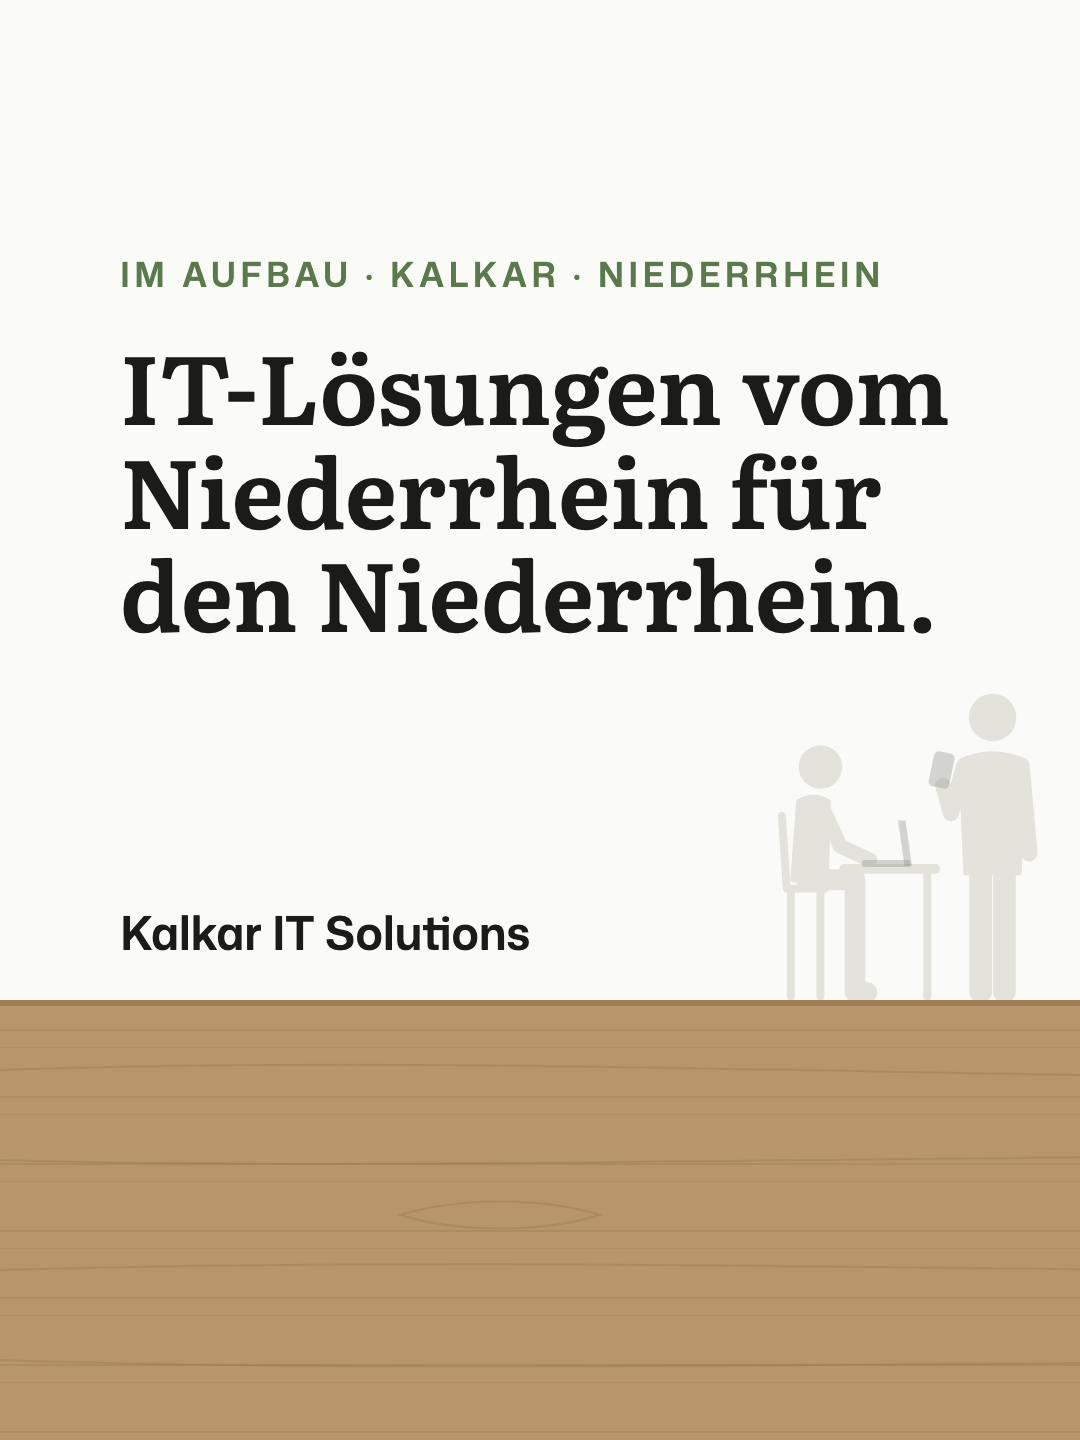 IM AUFBAU · KALKAR · NIEDERRHEIN
IT-Lösungen vom
Niederrhein für
den Niederrhein.
Kalkar IT Solutions